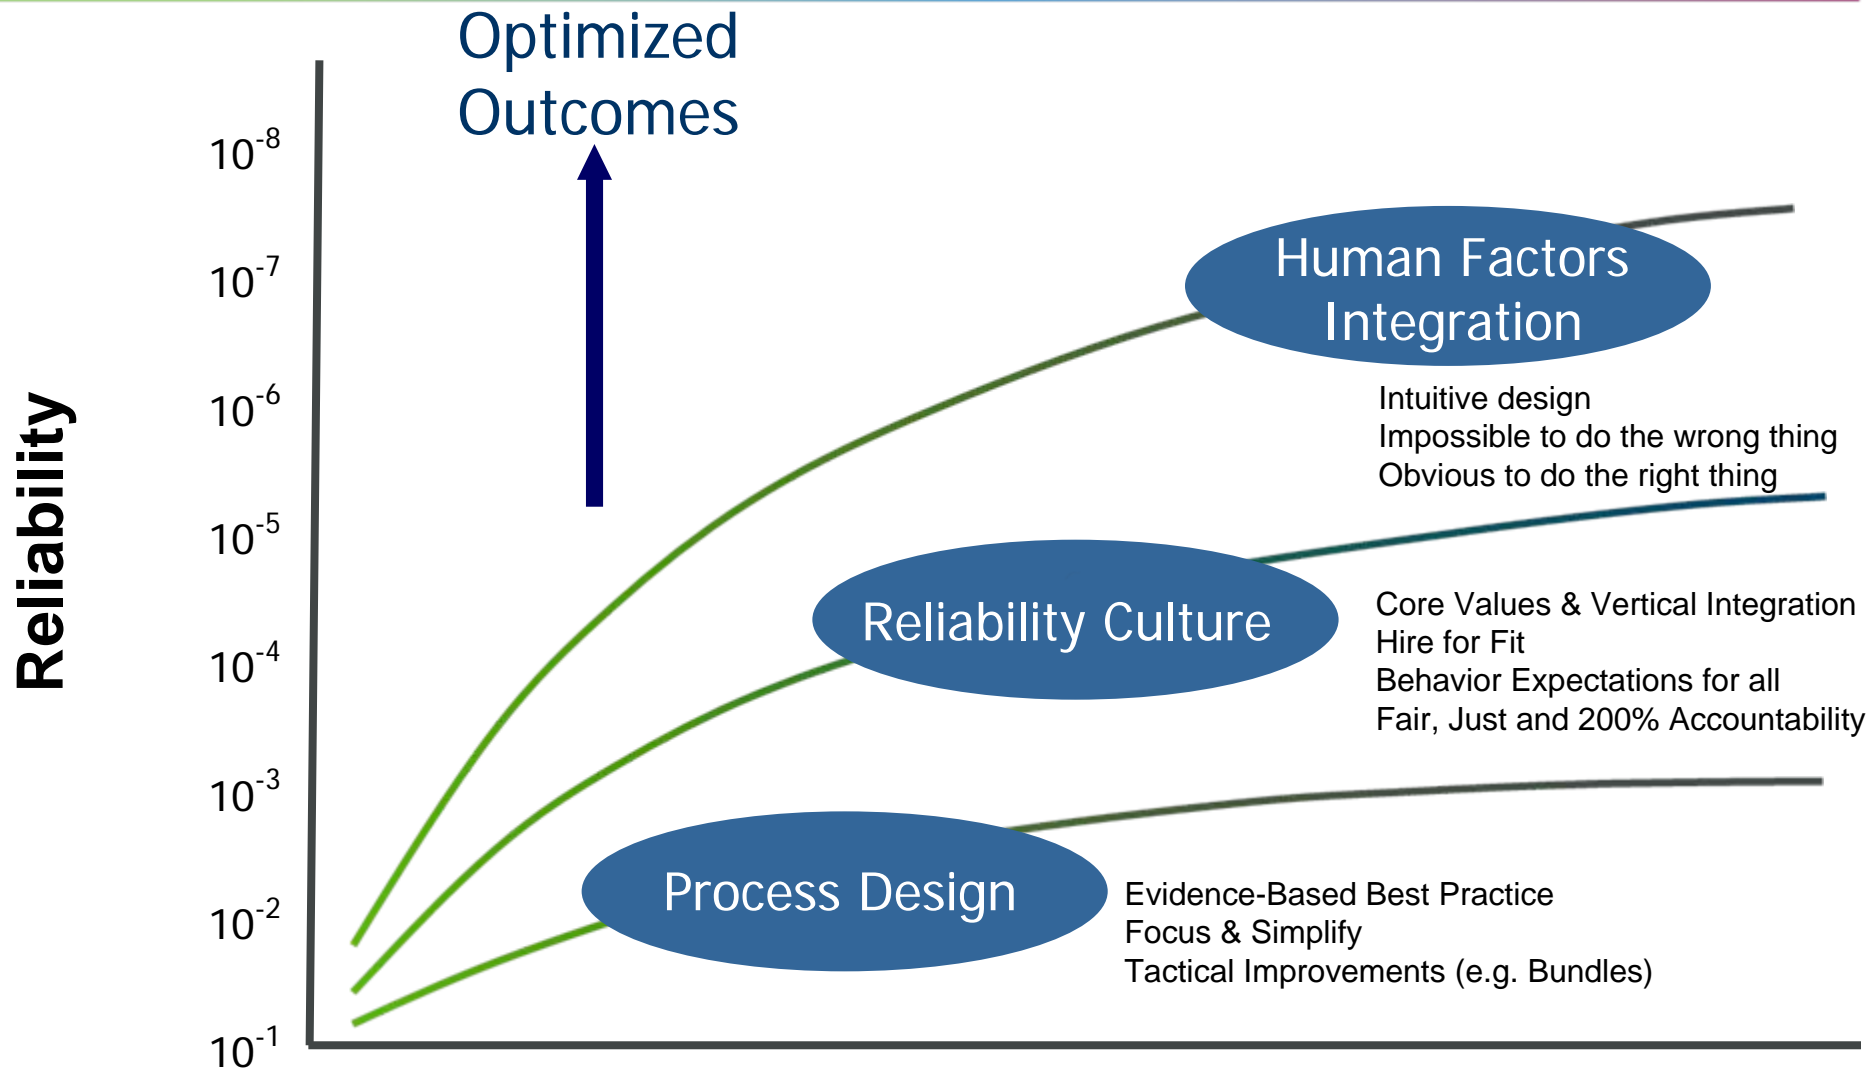 Optimized
Outcomes
10⁻⁸
10⁻⁷
10⁻⁶
10⁻⁵
10⁻⁴
10⁻³
10⁻²
10⁻¹
Reliability
Human Factors
Integration
Intuitive design
Impossible to do the wrong thing
Obvious to do the right thing
Reliability Culture
Core Values & Vertical Integration
Hire for Fit
Behavior Expectations for all
Fair, Just and 200% Accountability
Process Design
Evidence-Based Best Practice
Focus & Simplify
Tactical Improvements (e.g. Bundles)